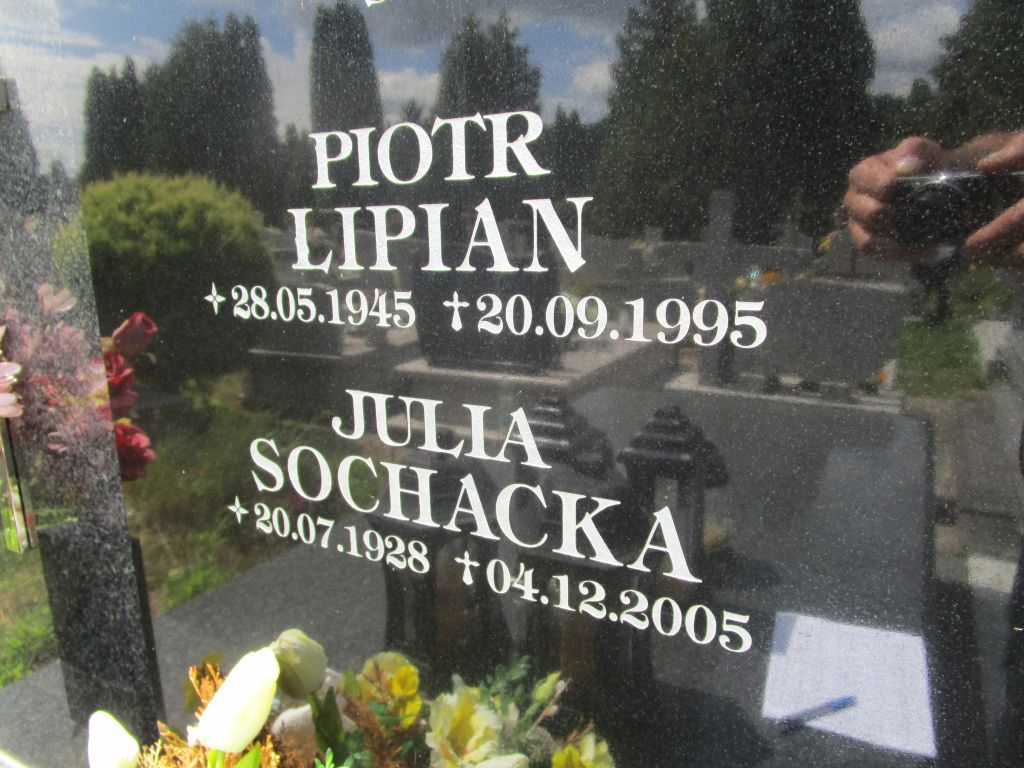 PIOTR
LIPIAN
✧28.05.1945 ✝20.09.1995
JULIA
SOCHACKA
✧20.07.1928 ✝04.12.2005